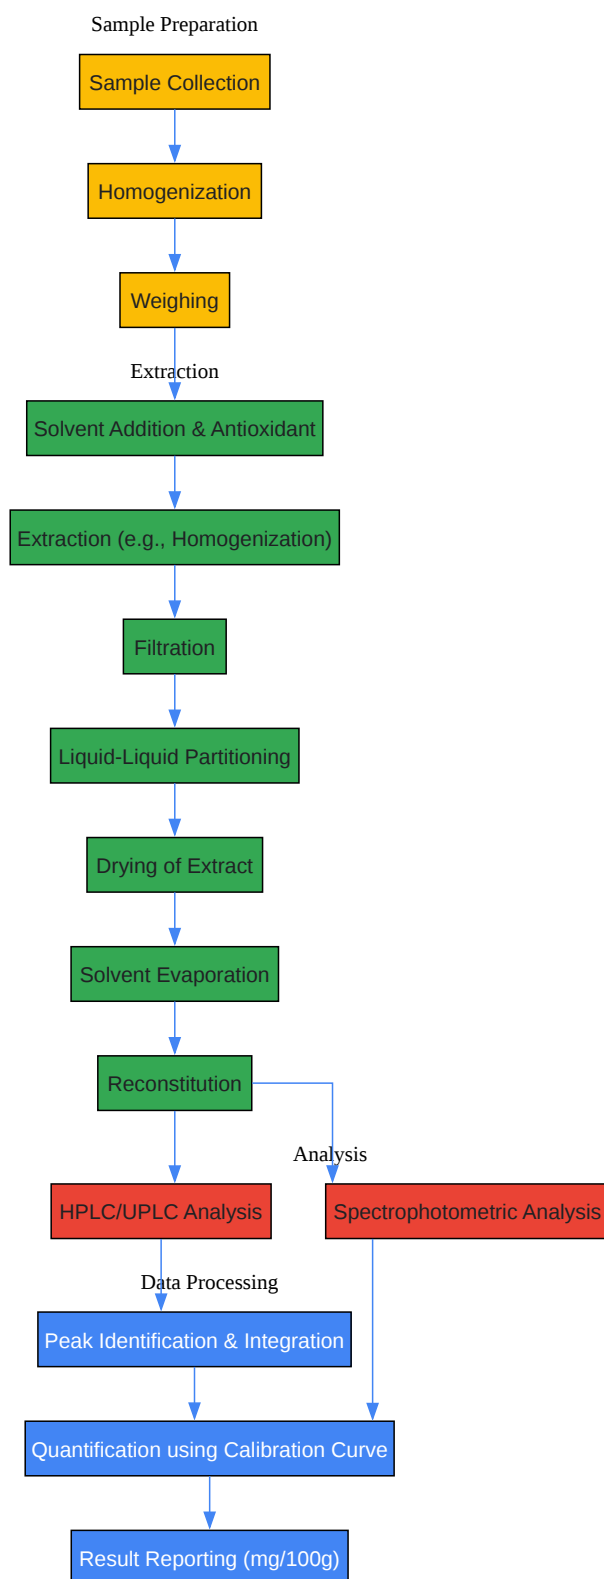 Sample Preparation
Sample Collection
Homogenization
Weighing
Extraction
Solvent Addition & Antioxidant
Extraction (e.g., Homogenization)
Filtration
Liquid-Liquid Partitioning
Drying of Extract
Solvent Evaporation
Reconstitution
Analysis
HPLC/UPLC Analysis
Spectrophotometric Analysis
Data Processing
Peak Identification & Integration
Quantification using Calibration Curve
Result Reporting (mg/100g)